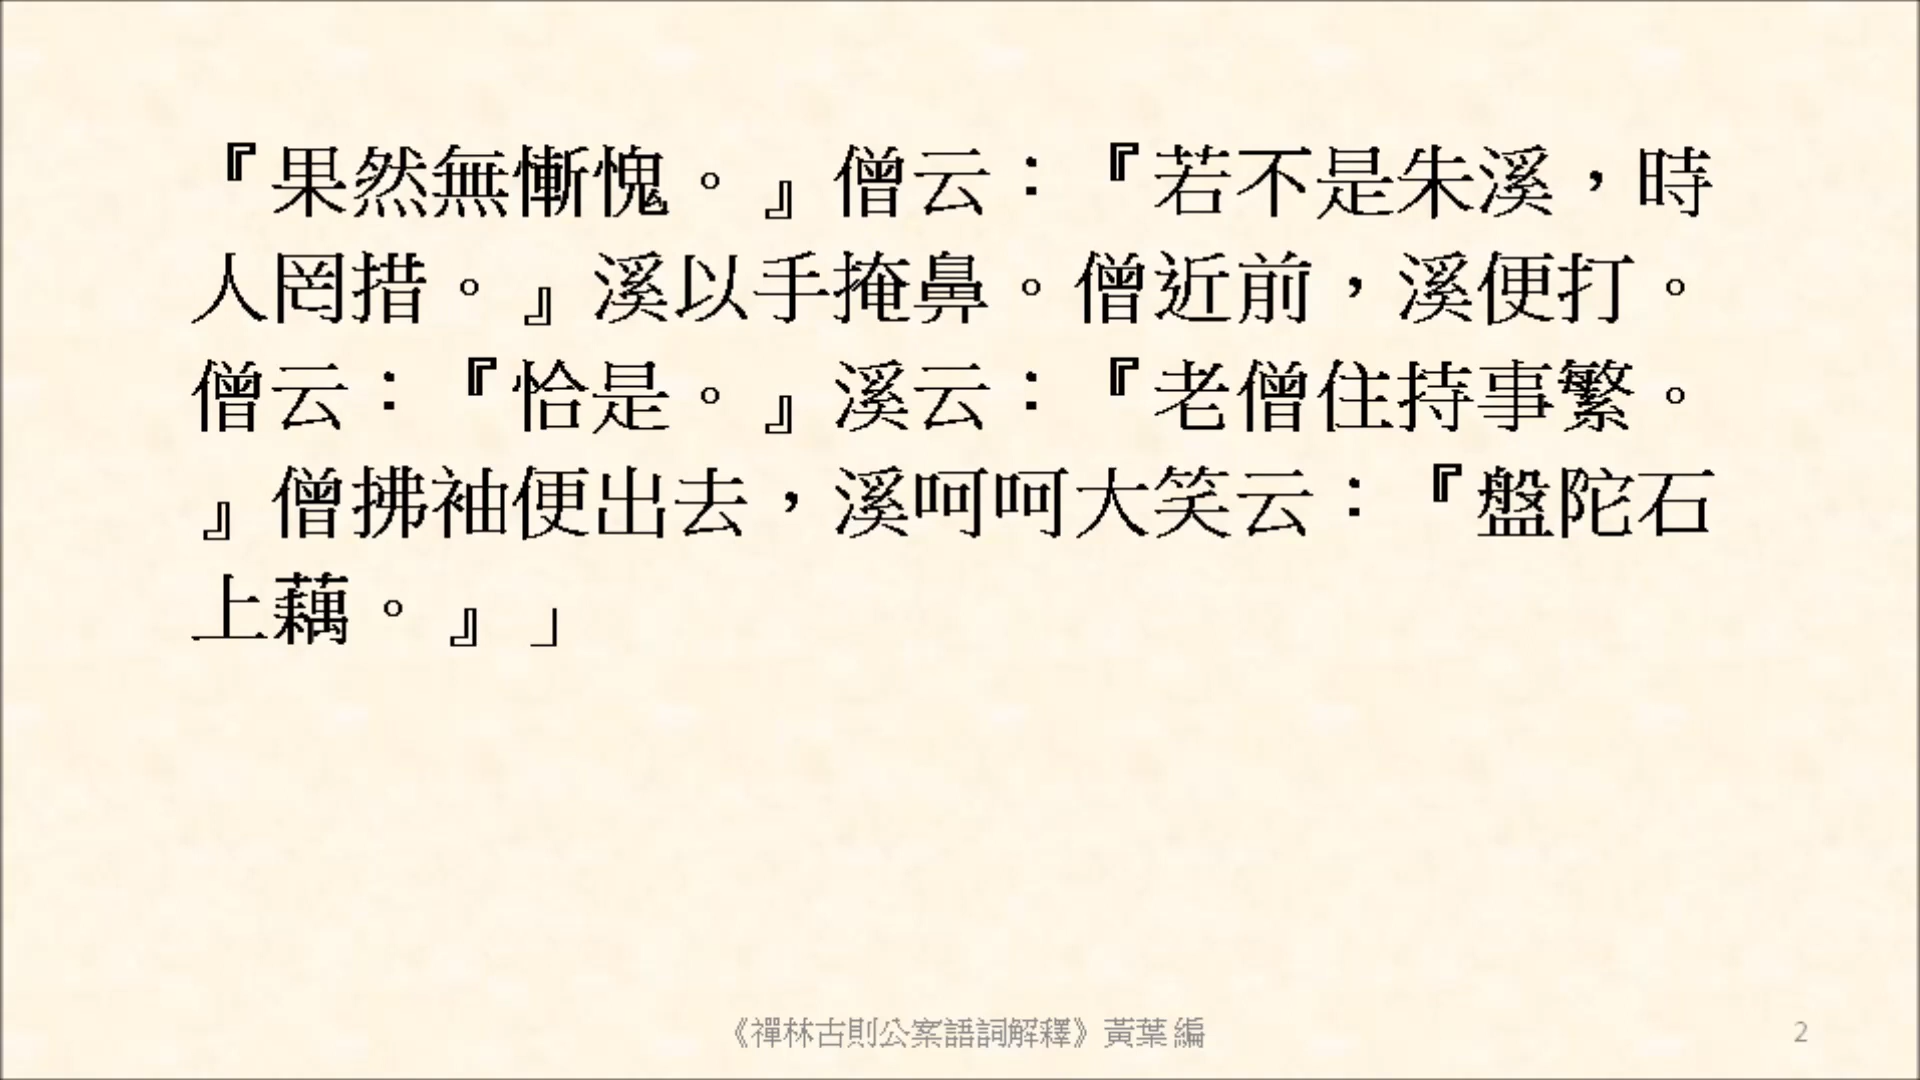 『果然無慚愧。』僧云：『若不是朱溪，時
人罔措。』溪以手掩鼻。僧近前，溪便打。
僧云：『恰是。』溪云：『老僧住持事繁。
』僧拂袖便出去，溪呵呵大笑云：『盤陀石
上藕。』」
《禪林古則公案語詞解釋》黃葉 編
2